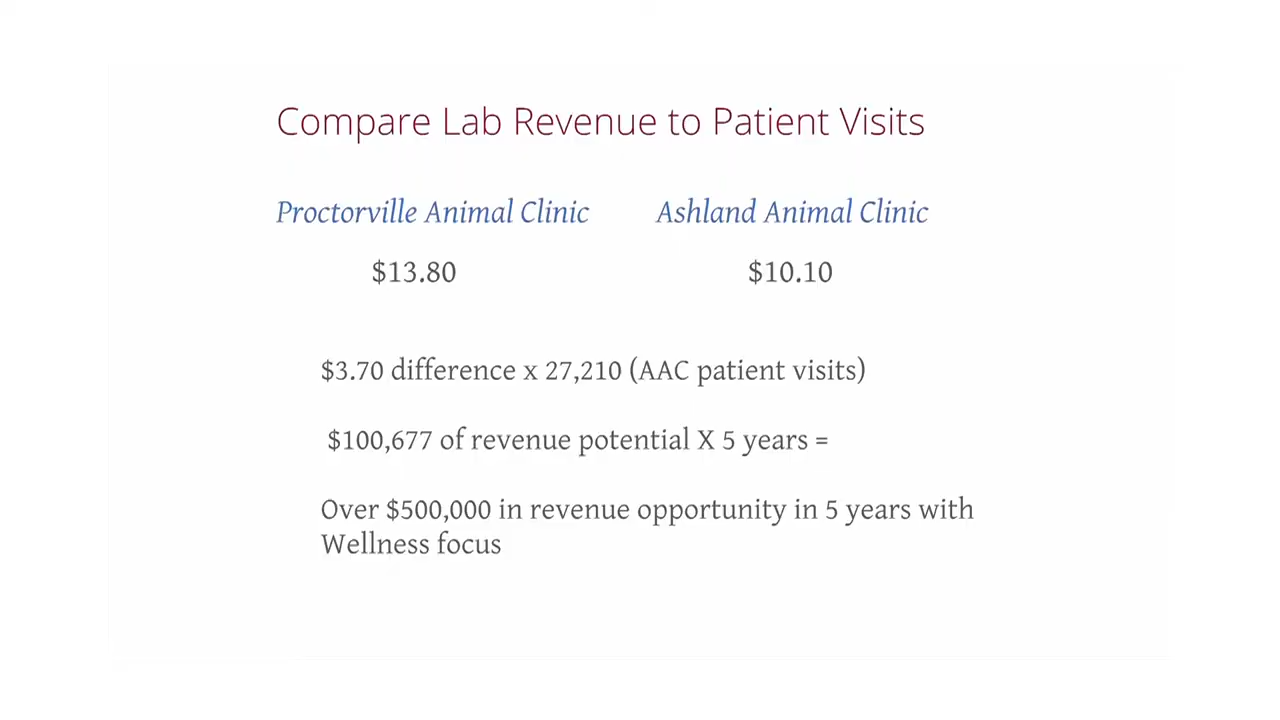 Compare Lab Revenue to Patient Visits
Proctorville Animal Clinic
Ashland Animal Clinic
$13.80
$10.10
$3.70 difference x 27,210 (AAC patient visits)
$100,677 of revenue potential X 5 years =
Over $500,000 in revenue opportunity in 5 years with
Wellness focus